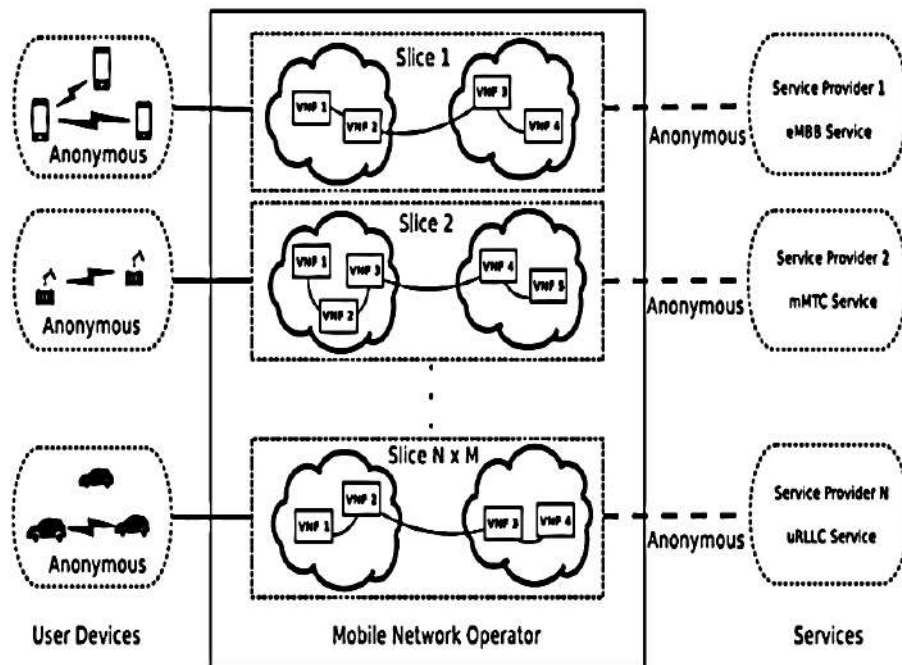 Slice 1
VNF 1
VNF 2
VNF 3
VNF 4
Anonymous
Anonymous
Service Provider 1
eMBB Service
Slice 2
VNF 1
VNF 2
VNF 3
VNF 4
VNF 5
Anonymous
Anonymous
Service Provider 2
mMTC Service
Slice N x M
VNF 1
VNF 2
VNF 3
VNF 4
Anonymous
Anonymous
Service Provider N
uRLLC Service
User Devices
Mobile Network Operator
Services